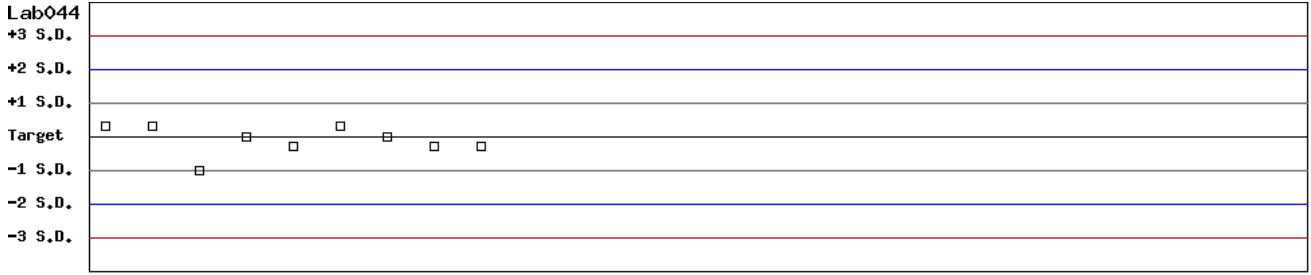 Lab044
+3 S.D.
+2 S.D.
+1 S.D.
Target
-1 S.D.
-2 S.D.
-3 S.D.